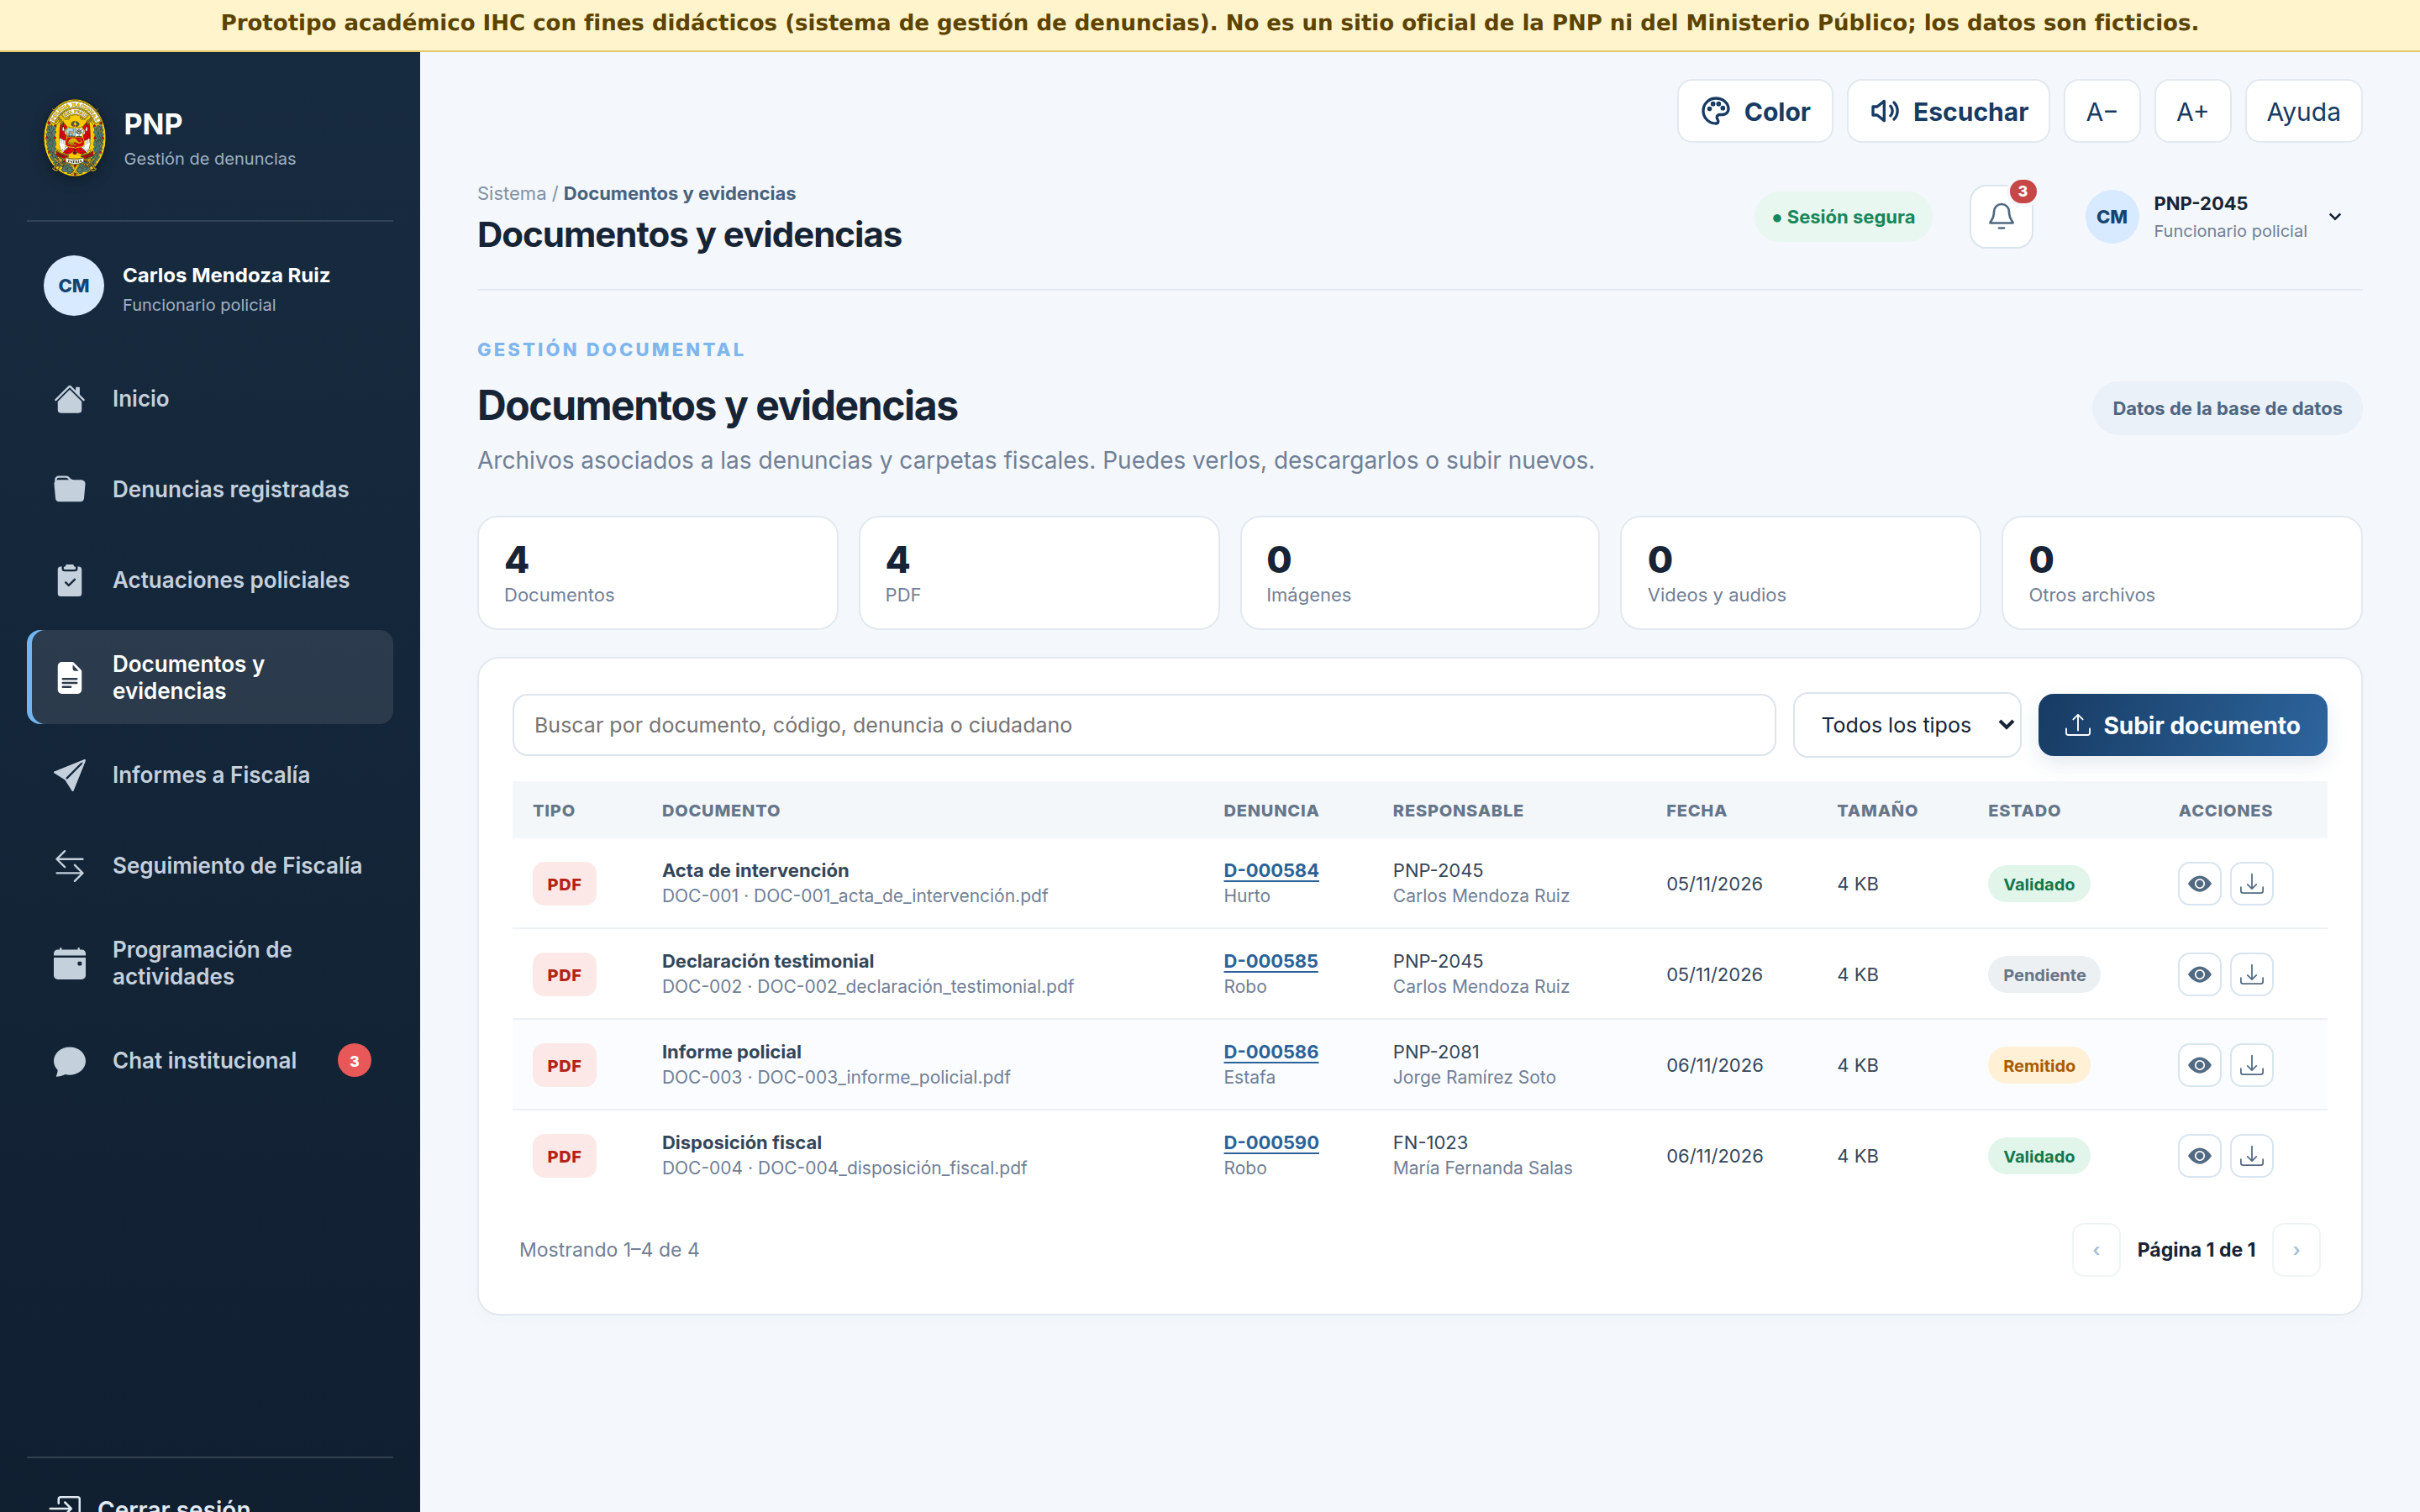 Prototipo académico IHC con fines didácticos (sistema de gestión de denuncias). No es un sitio oficial de la PNP ni del Ministerio Público; los datos son ficticios.
PNP
Gestión de denuncias
CM
Carlos Mendoza Ruiz
Funcionario policial
Inicio
Denuncias registradas
Actuaciones policiales
Documentos y
evidencias
Informes a Fiscalía
Seguimiento de Fiscalía
Programación de
actividades
Chat institucional 3
Cerrar sesión
Color Escuchar A− A+ Ayuda
Sistema / Documentos y evidencias
Documentos y evidencias
Sesión segura
3
CM
PNP-2045
Funcionario policial
GESTIÓN DOCUMENTAL
Documentos y evidencias
Datos de la base de datos
Archivos asociados a las denuncias y carpetas fiscales. Puedes verlos, descargarlos o subir nuevos.
4
Documentos
4
PDF
0
Imágenes
0
Videos y audios
0
Otros archivos
Buscar por documento, código, denuncia o ciudadano
Todos los tipos
Subir documento
TIPO DOCUMENTO DENUNCIA RESPONSABLE FECHA TAMAÑO ESTADO ACCIONES
PDF Acta de intervención D-000584 PNP-2045 05/11/2026 4 KB Validado
DOC-001 · DOC-001_acta_de_intervención.pdf Hurto Carlos Mendoza Ruiz
PDF Declaración testimonial D-000585 PNP-2045 05/11/2026 4 KB Pendiente
DOC-002 · DOC-002_declaración_testimonial.pdf Robo Carlos Mendoza Ruiz
PDF Informe policial D-000586 PNP-2081 06/11/2026 4 KB Remitido
DOC-003 · DOC-003_informe_policial.pdf Estafa Jorge Ramírez Soto
PDF Disposición fiscal D-000590 FN-1023 06/11/2026 4 KB Validado
DOC-004 · DOC-004_disposición_fiscal.pdf Robo María Fernanda Salas
Mostrando 1–4 de 4
‹ Página 1 de 1 ›